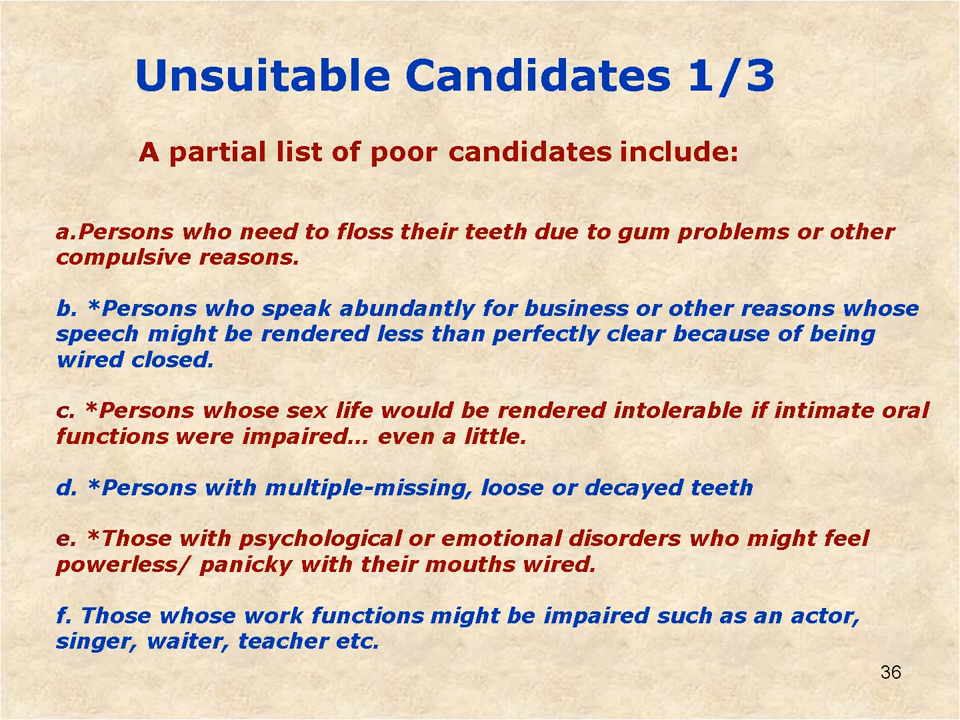 Unsuitable Candidates 1/3
A partial list of poor candidates include:
a.Persons who need to floss their teeth due to gum problems or other
compulsive reasons.
b. *Persons who speak abundantly for business or other reasons whose
speech might be rendered less than perfectly clear because of being
wired closed.
c. *Persons whose sex life would be rendered intolerable if intimate oral
functions were impaired... even a little.
d. *Persons with multiple-missing, loose or decayed teeth
e. *Those with psychological or emotional disorders who might feel
powerless/ panicky with their mouths wired.
f. Those whose work functions might be impaired such as an actor,
singer, waiter, teacher etc.
36